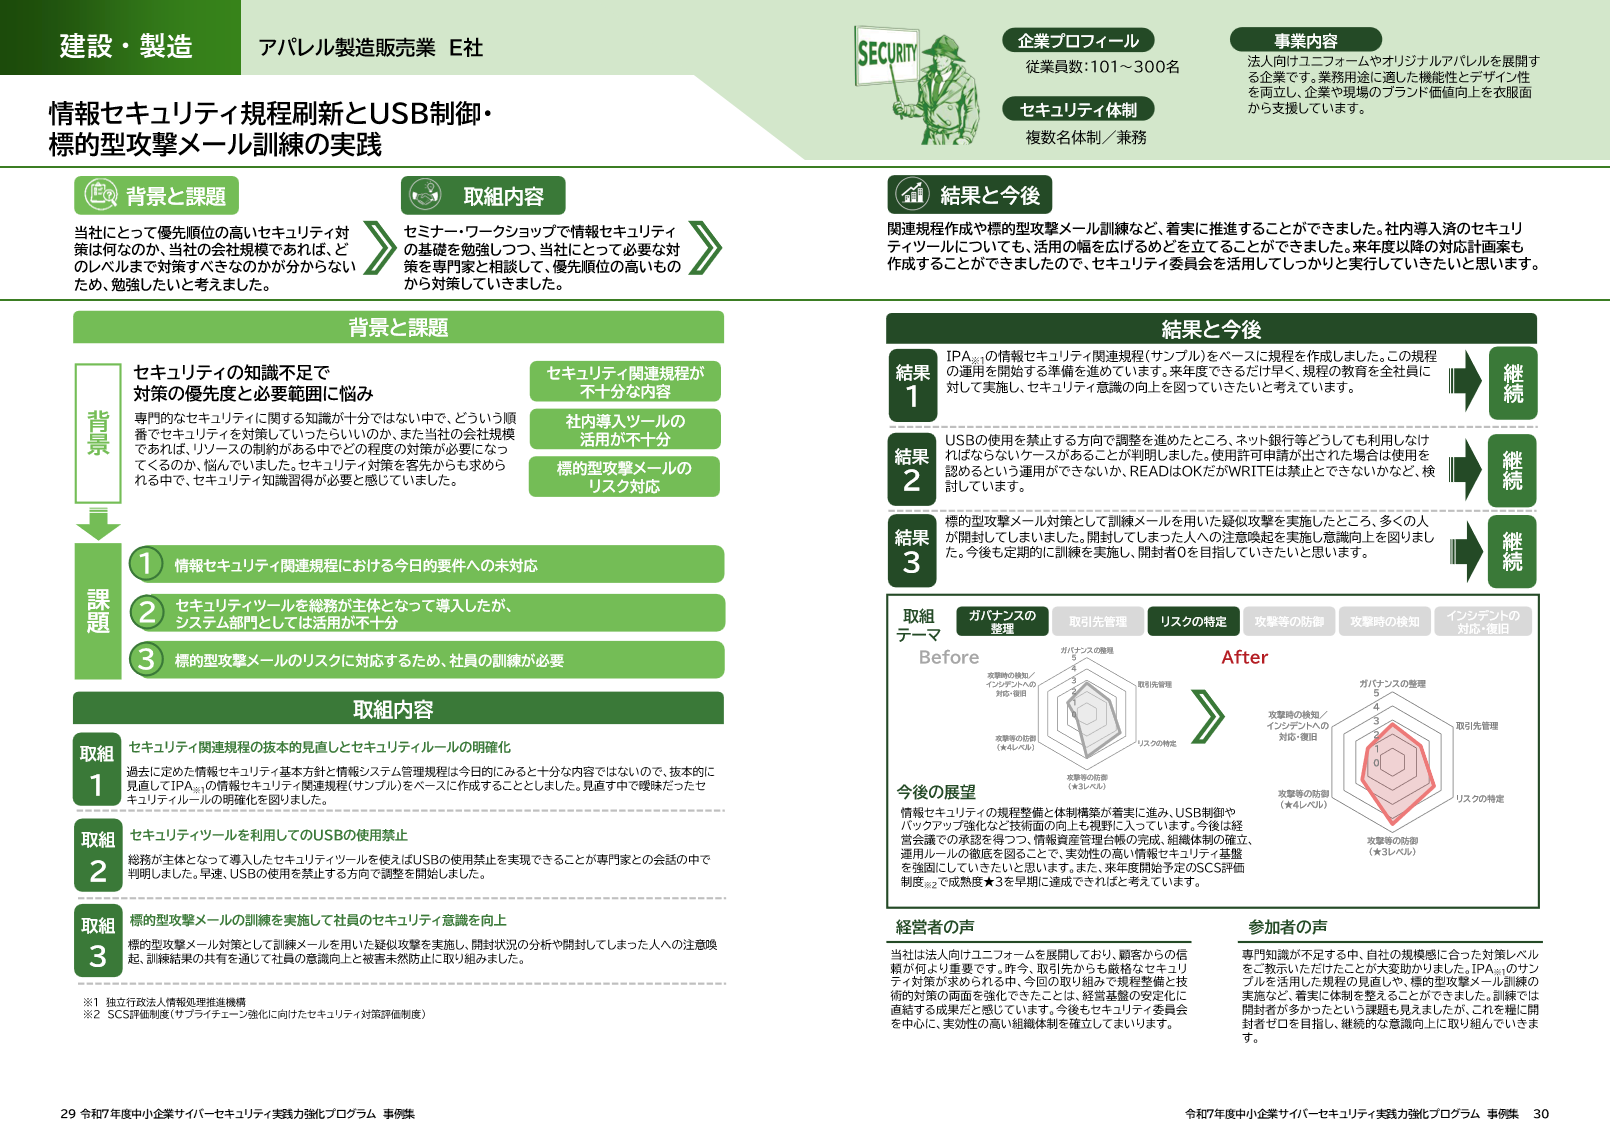 建設・製造
アパレル製造販売業 E社
情報セキュリティ規程刷新とUSB制御・
標的型攻撃メール訓練の実践
SECURITY
企業プロフィール
従業員数:101～300名
セキュリティ体制
複数名体制／兼務
事業内容
法人向けユニフォームやオリジナルアパレルを展開す
る企業です。業務用途に適した機能性とデザイン性
を両立し、企業や現場のブランド価値向上を衣服面
から支援しています。
背景と課題
当社にとって優先順位の高いセキュリティ対
策は何なのか、当社の会社規模であれば、ど
のレベルまで対策すべきなのかが分からない
ため、勉強したいと考えました。
取組内容
セミナー・ワークショップで情報セキュリティ
の基礎を勉強しつつ、当社にとって必要な対
策を専門家と相談して、優先順位の高いもの
から対策していきました。
結果と今後
関連規程作成や標的型攻撃メール訓練など、着実に推進することができました。社内導入済のセキュリ
ティツールについても、活用の幅を広げるめどを立てることができました。来年度以降の対応計画案も
作成することができましたので、セキュリティ委員会を活用してしっかりと実行していきたいと思います。
背景と課題
背景
セキュリティの知識不足で
対策の優先度と必要範囲に悩み
専門的なセキュリティに関する知識が十分ではない中で、どういう順
番でセキュリティを対策していったらいいのか、また当社の会社規模
であれば、リソースの制約がある中でどの程度の対策が必要になっ
てくるのか、悩んでいました。セキュリティ対策を客先からも求めら
れる中で、セキュリティ知識習得が必要と感じていました。
セキュリティ関連規程が
不十分な内容
社内導入ツールの
活用が不十分
標的型攻撃メールの
リスク対応
課題
1 情報セキュリティ関連規程における今日的要件への未対応
2 セキュリティツールを総務が主体となって導入したが、
システム部門としては活用が不十分
3 標的型攻撃メールのリスクに対応するため、社員の訓練が必要
取組内容
取組
1
セキュリティ関連規程の抜本的見直しとセキュリティルールの明確化
過去に定めた情報セキュリティ基本方針と情報システム管理規程は今日的にみると十分な内容ではないので、抜本的に
見直してIPA※1の情報セキュリティ関連規程(サンプル)をベースに作成することとしました。見直す中で曖昧だったセ
キュリティルールの明確化を図りました。
取組
2
セキュリティツールを利用してのUSBの使用禁止
総務が主体となって導入したセキュリティツールを使えばUSBの使用禁止を実現できることが専門家との会話の中で
判明しました。早速、USBの使用を禁止する方向で調整を開始しました。
取組
3
標的型攻撃メールの訓練を実施して社員のセキュリティ意識を向上
標的型攻撃メール対策として訓練メールを用いた疑似攻撃を実施し、開封状況の分析や開封してしまった人への注意喚
起、訓練結果の共有を通じて社員の意識向上と被害未然防止に取り組みました。
※1 独立行政法人情報処理推進機構
※2 SCS評価制度(サプライチェーン強化に向けたセキュリティ対策評価制度)
結果と今後
結果
1
IPA※1の情報セキュリティ関連規程(サンプル)をベースに規程を作成しました。この規程
の運用を開始する準備を進めています。来年度できるだけ早く、規程の教育を全社員に
対して実施し、セキュリティ意識の向上を図っていきたいと考えています。
継続
結果
2
USBの使用を禁止する方向で調整を進めたところ、ネット銀行等どうしても利用しなけ
ればならないケースがあることが判明しました。使用許可申請が出された場合は使用を
認めるという運用ができないか、READはOKだがWRITEは禁止とできないかなど、検
討しています。
継続
結果
3
標的型攻撃メール対策として訓練メールを用いた疑似攻撃を実施したところ、多くの人
が開封してしまいました。開封してしまった人への注意喚起を実施し意識向上を図りまし
た。今後も定期的に訓練を実施し、開封者0を目指していきたいと思います。
継続
取組
テーマ
ガバナンスの
整理
取引先管理
リスクの特定
攻撃等の防御
攻撃時の検知
インシデントの
対応・復旧
Before
ガバナンスの整理
5
4
3
2
1
0
取引先管理
リスクの特定
攻撃等の防御
(★3レベル)
攻撃等の防御
(★4レベル)
攻撃時の検知／
インシデントへの
対応・復旧
After
ガバナンスの整理
5
4
3
2
1
0
取引先管理
リスクの特定
攻撃等の防御
(★3レベル)
攻撃等の防御
(★4レベル)
攻撃時の検知／
インシデントへの
対応・復旧
今後の展望
情報セキュリティの規程整備と体制構築が着実に進み、USB制御や
バックアップ強化など技術面の向上も視野に入っています。今後は経
営会議での承認を得つつ、情報資産管理台帳の完成、組織体制の確立、
運用ルールの徹底を図ることで、実効性の高い情報セキュリティ基盤
を強固にしていきたいと思います。また、来年度開始予定のSCS評価
制度※2で成熟度★3を早期に達成できればと考えています。
経営者の声
当社は法人向けユニフォームを展開しており、顧客からの信
頼が何より重要です。昨今、取引先からも厳格なセキュリ
ティ対策が求められる中、今回の取り組みで規程整備と技
術的対策の両面を強化できたことは、経営基盤の安定化に
直結する成果だと感じています。今後もセキュリティ委員会
を中心に、実効性の高い組織体制を確立してまいります。
参加者の声
専門知識が不足する中、自社の規模感に合った対策レベル
をご教示いただけたことが大変助かりました。IPA※1のサン
プルを活用した規程の見直しや、標的型攻撃メール訓練の
実施など、着実に体制を整えることができました。訓練では
開封者が多かったという課題も見えましたが、これを糧に開
封者ゼロを目指し、継続的な意識向上に取り組んでいきま
す。
29 令和7年度中小企業サイバーセキュリティ実践力強化プログラム 事例集
令和7年度中小企業サイバーセキュリティ実践力強化プログラム 事例集 30